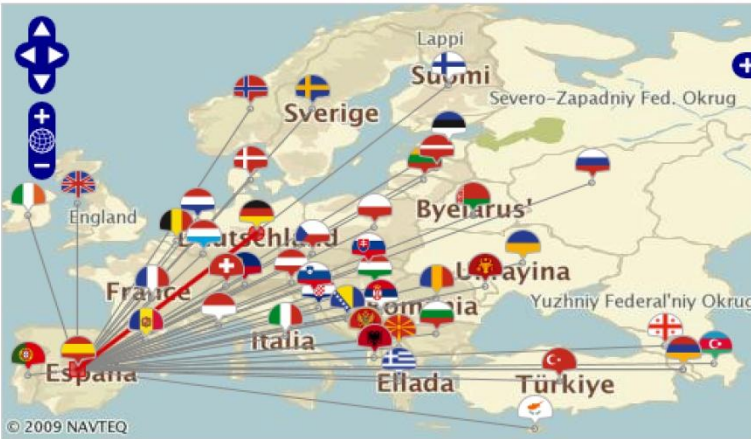 Lappi
Suomi
Severo-Zapadniy Fed. Okrug
Sverige
England
Byelarus'
Deutschland
France
Ukrayina
Yuzhniy Federal'niy Okrug
Italia
España
Ellada
Türkiye
© 2009 NAVTEQ